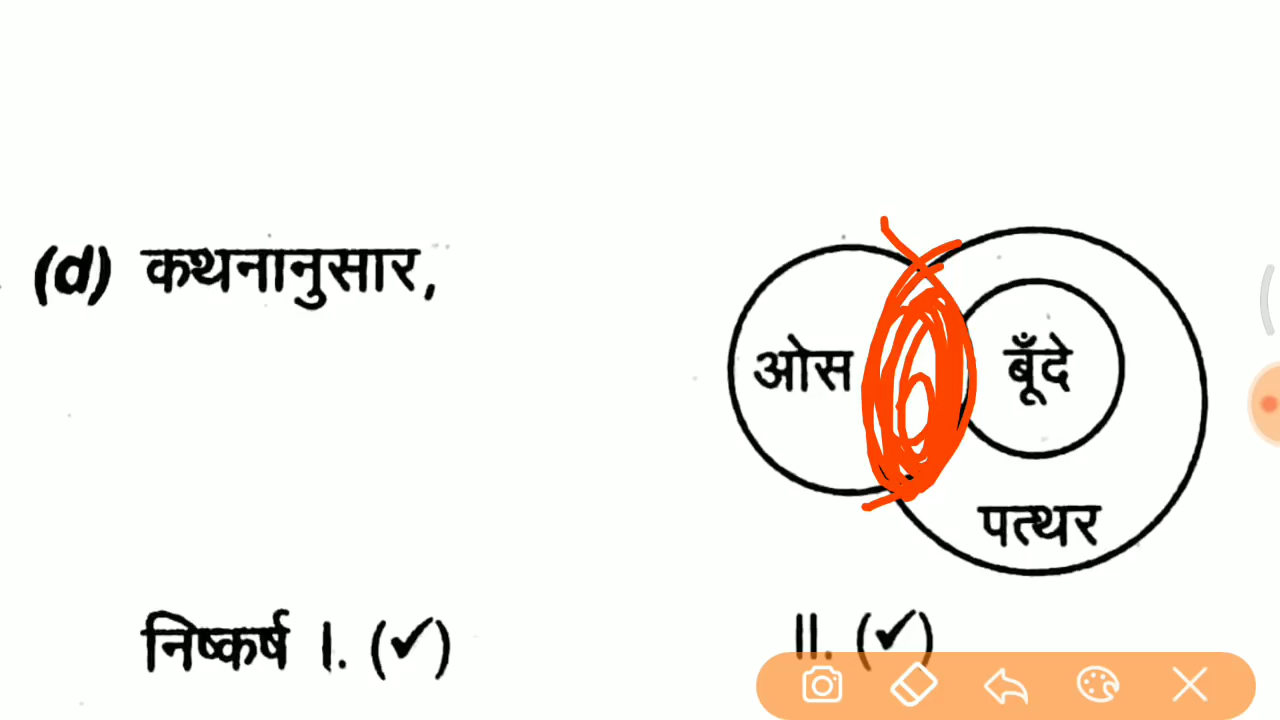 (d) कथनानुसार,
ओस
बूँदे
पत्थर
निष्कर्ष I. (✓) II. (✓)